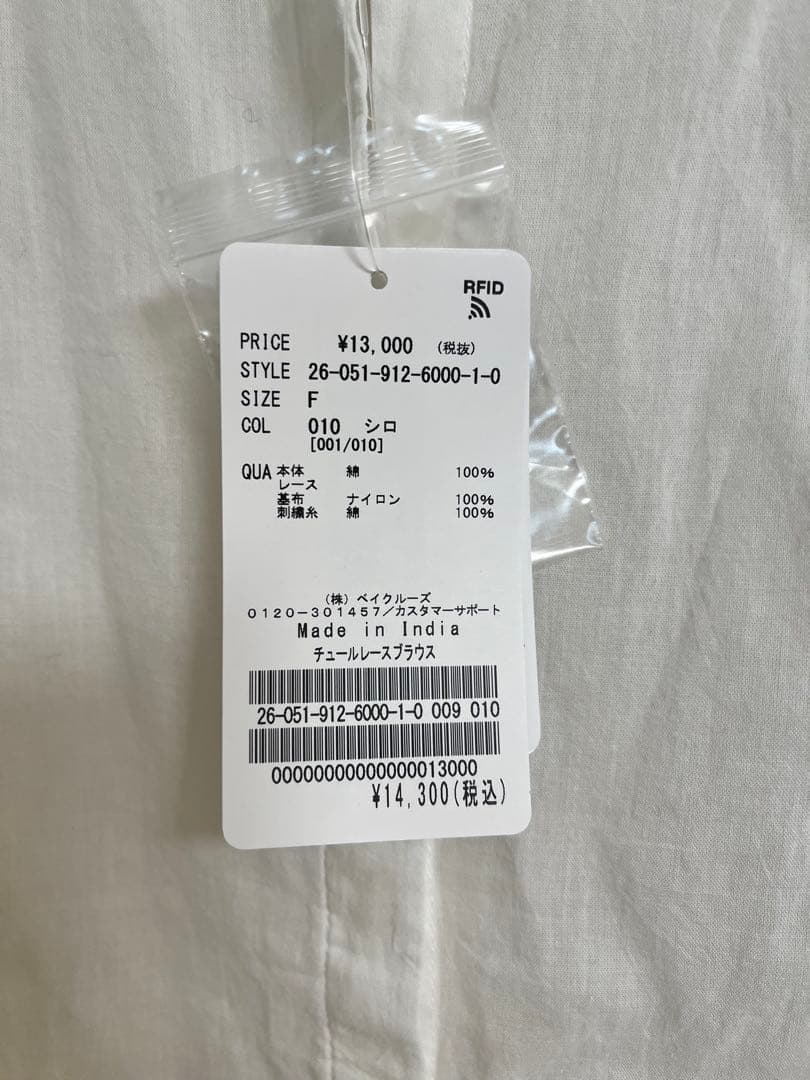 RFID
PRICE ¥13,000 (税抜)
STYLE 26-051-912-6000-1-0
SIZE F
COL 010 シロ
[001/010]
QUA 本体 綿 100%
レース
基布 ナイロン 100%
刺繍糸 綿 100%
(株)ベイクルーズ
0120-301457/カスタマーサポート
Made in India
チュールレースブラウス
26-051-912-6000-1-0 009 010
00000000000000013000
¥14,300(税込)